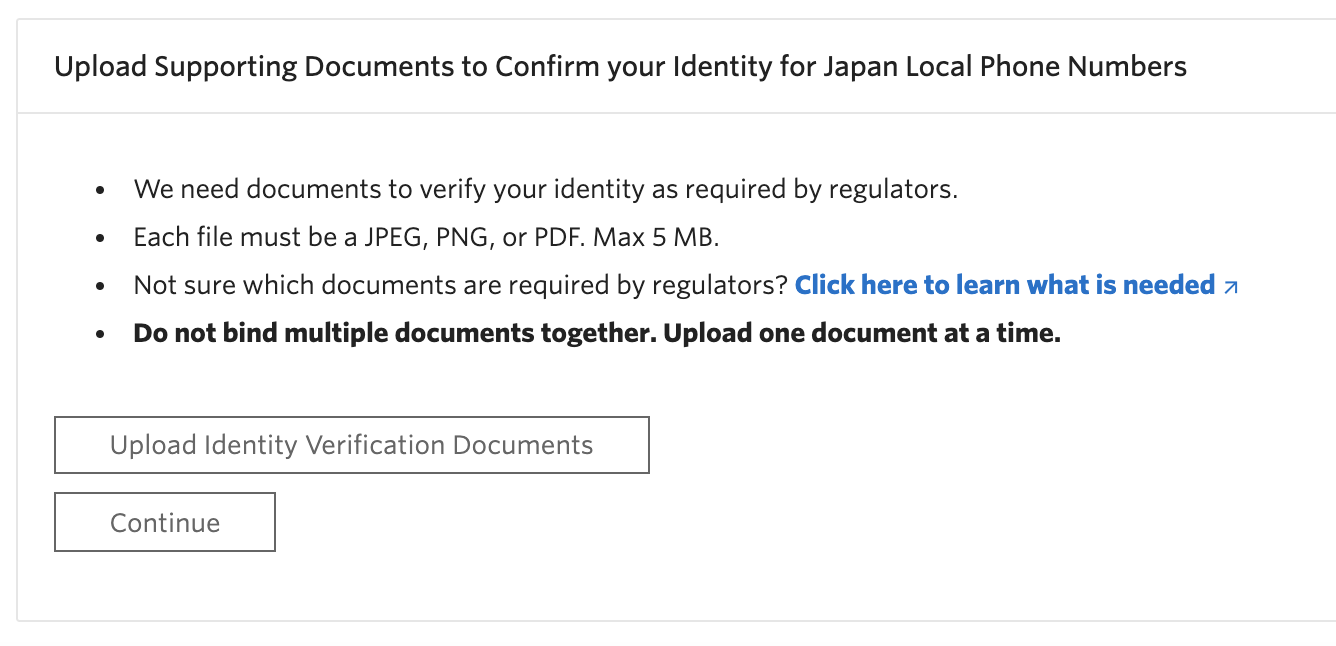 Upload Supporting Documents to Confirm your Identity for Japan Local Phone Numbers
• We need documents to verify your identity as required by regulators.
• Each file must be a JPEG, PNG, or PDF. Max 5 MB.
• Not sure which documents are required by regulators? Click here to learn what is needed ↗
• Do not bind multiple documents together. Upload one document at a time.
Upload Identity Verification Documents
Continue